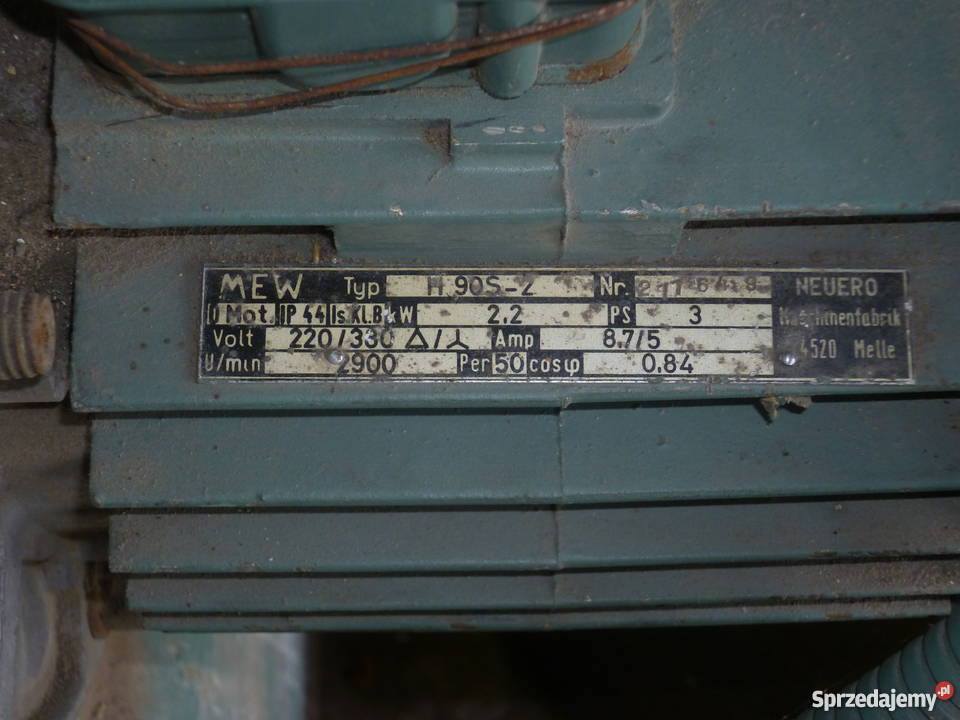 MEW Typ H 90S-2 Nr. NEUERO
D Mot. IP 44 Is Kl.B kW 2.2 PS 3 Maschinenfabrik
Volt 220/380 △/⅄ Amp 8.7/5 4520 Melle
U/min 2900 Per 50 cosφ 0.84
Sprzedajemy.pl